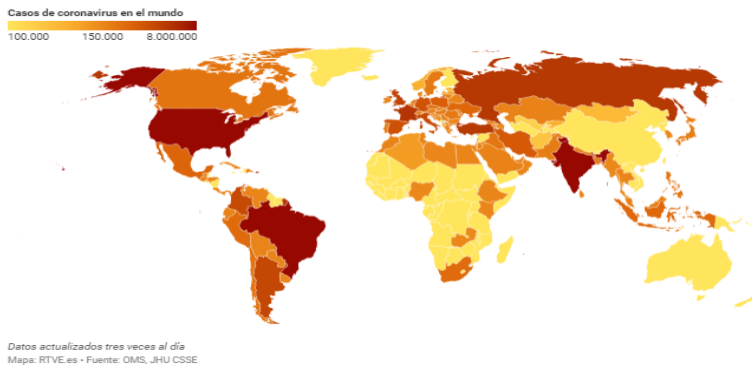 Casos de coronavirus en el mundo
100.000 150.000 8.000.000
Datos actualizados tres veces al día
Mapa: RTVE.es • Fuente: OMS, JHU CSSE